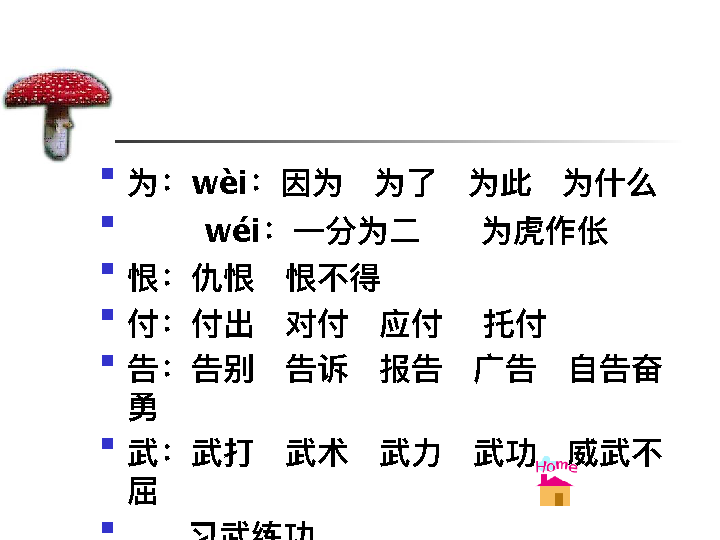 为：wèi：因为 为了 为此 为什么
wéi：一分为二 为虎作伥
恨：仇恨 恨不得
付：付出 对付 应付 托付
告：告别 告诉 报告 广告 自告奋
勇
武：武打 武术 武力 武功 威武不
屈
Home
习武练功